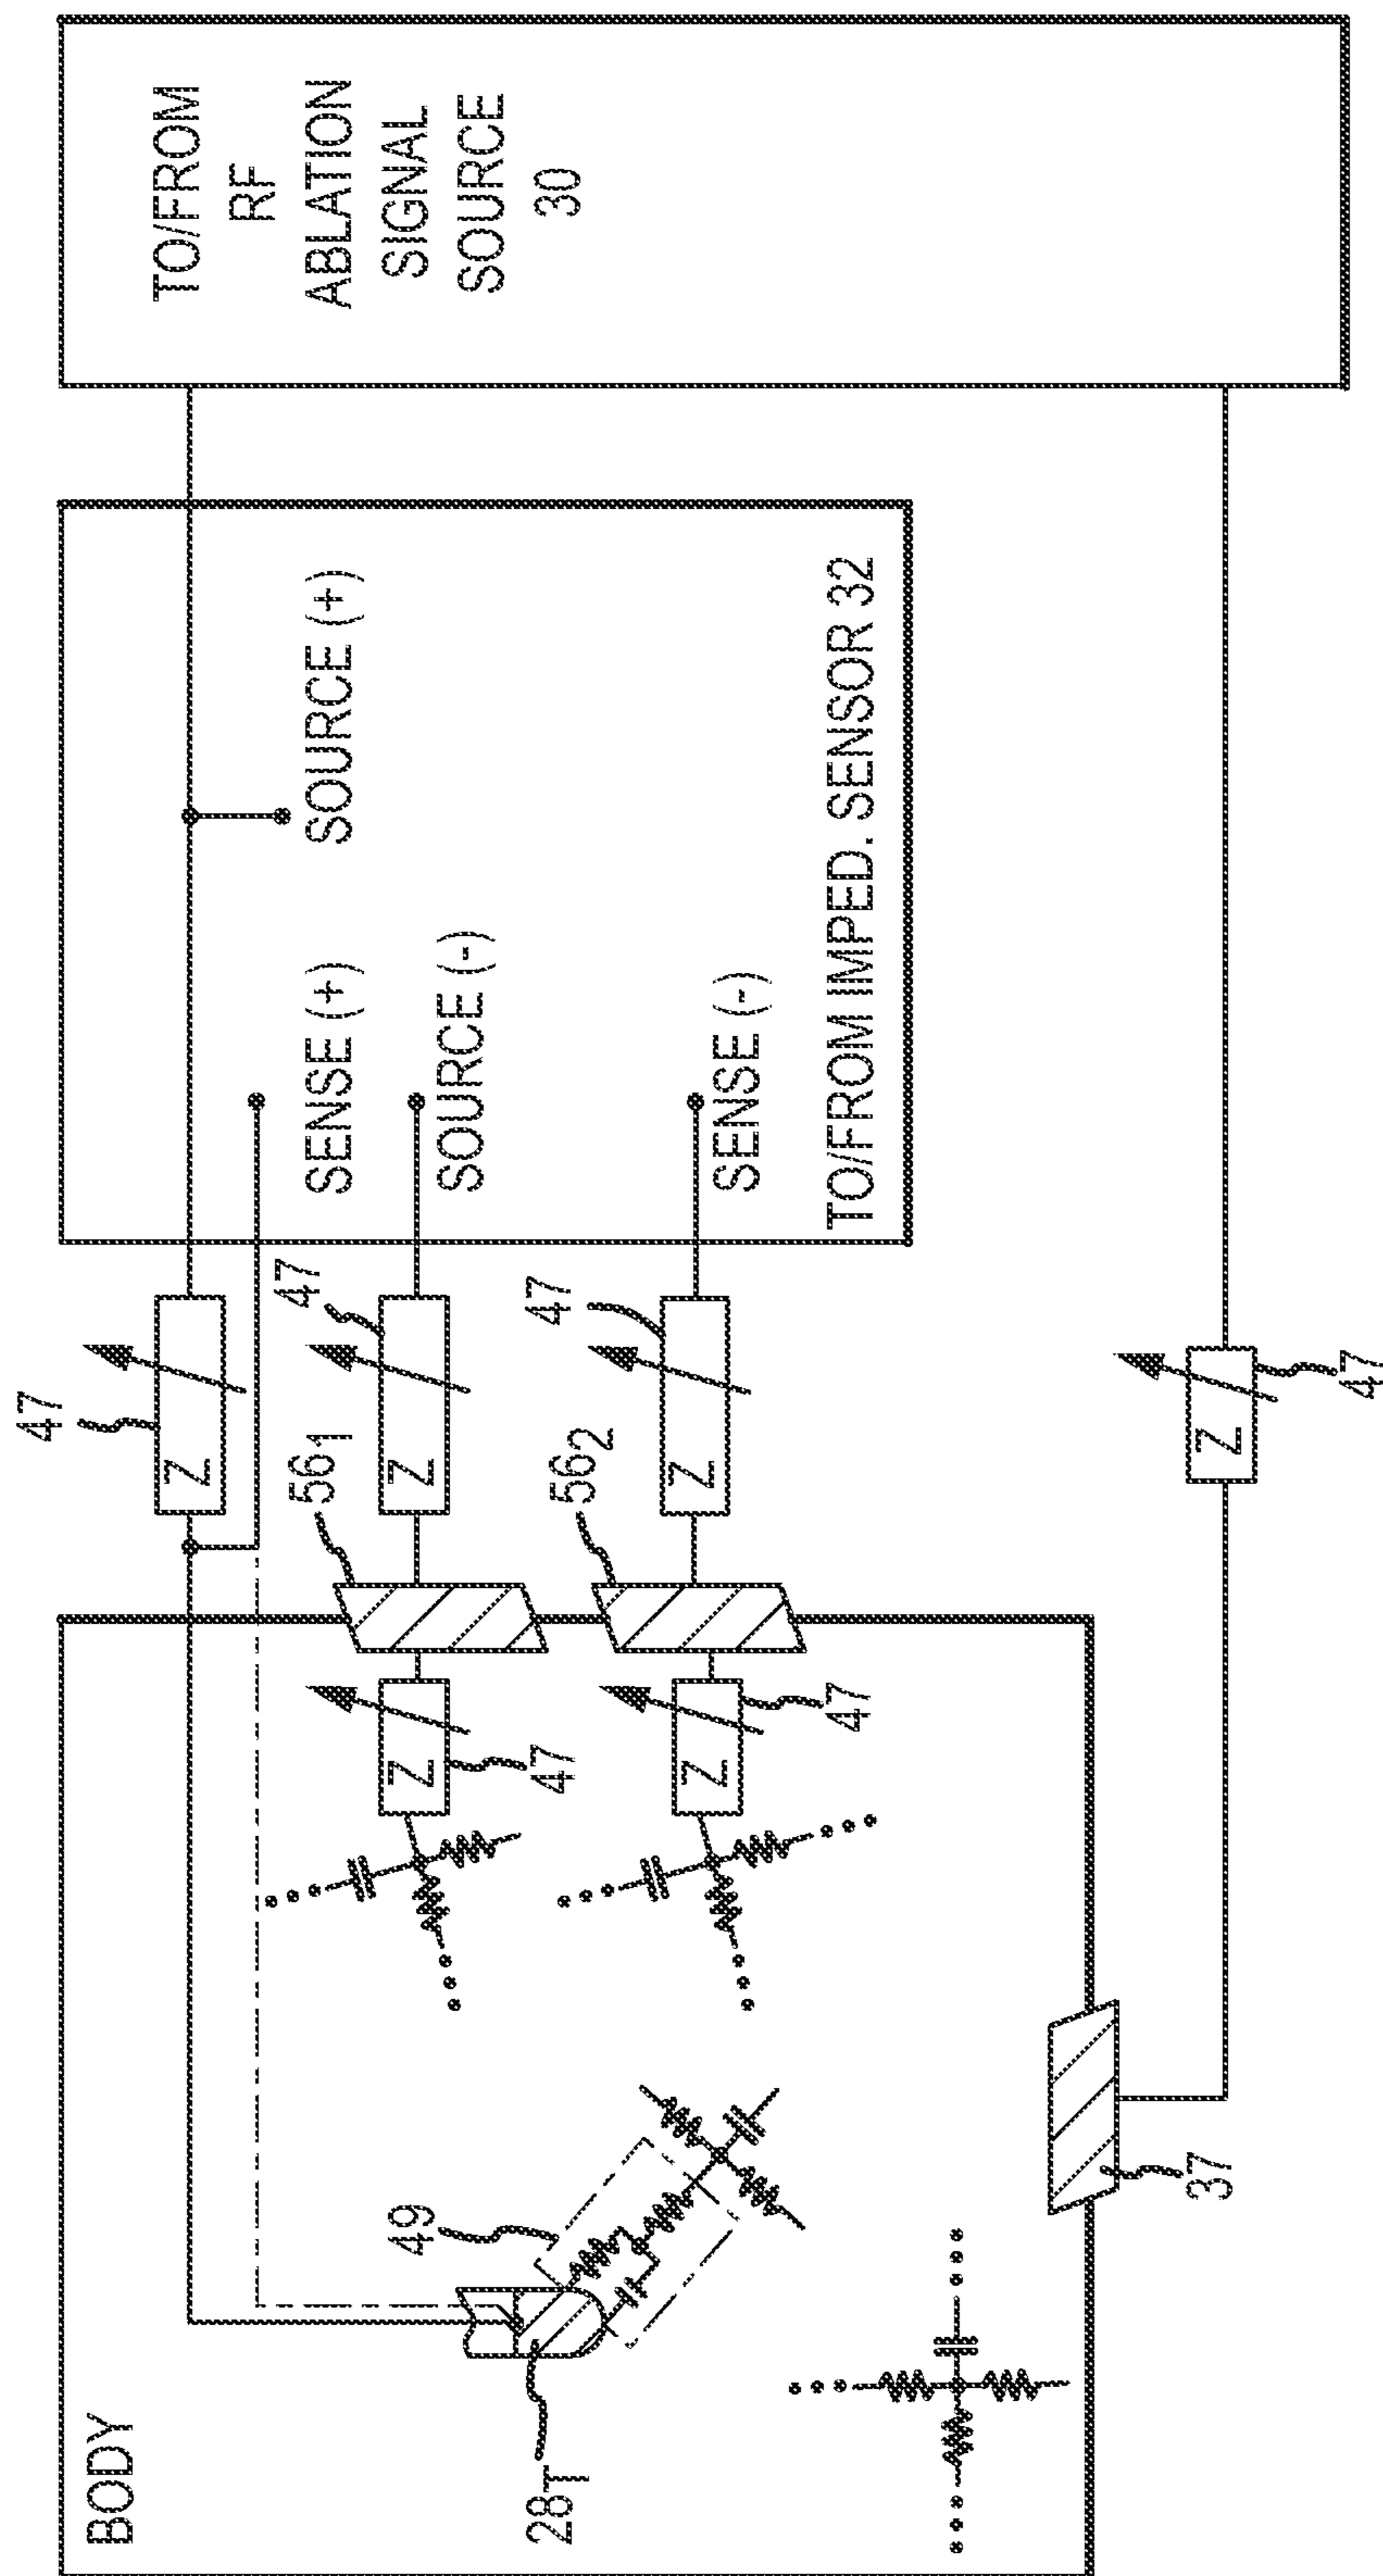 BODY
28T
49
37
47
Z
47
Z
47
Z
56₁
56₂
47
Z
47
Z
47
Z
47
SENSE (+)
SOURCE (-)
SENSE (-)
SOURCE (+)
TO/FROM IMPED. SENSOR 32
TO/FROM
RF
ABLATION
SIGNAL
SOURCE
30